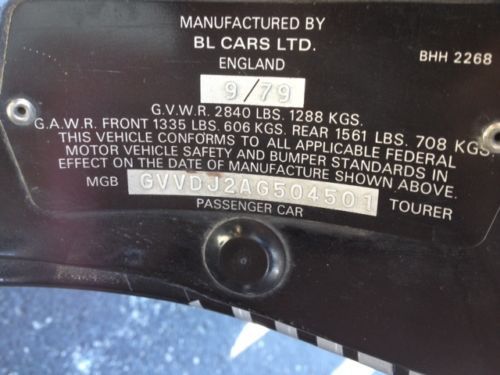 MANUFACTURED BY
BL CARS LTD.
ENGLAND
BHH 2268
9/79
G.V.W.R. 2840 LBS. 1288 KGS.
G.A.W.R. FRONT 1335 LBS. 606 KGS. REAR 1561 LBS. 708 KGS.
THIS VEHICLE CONFORMS TO ALL APPLICABLE FEDERAL
MOTOR VEHICLE SAFETY AND BUMPER STANDARDS IN
EFFECT ON THE DATE OF MANUFACTURE SHOWN ABOVE.
MGB GVVDJ2AG504501 TOURER
PASSENGER CAR